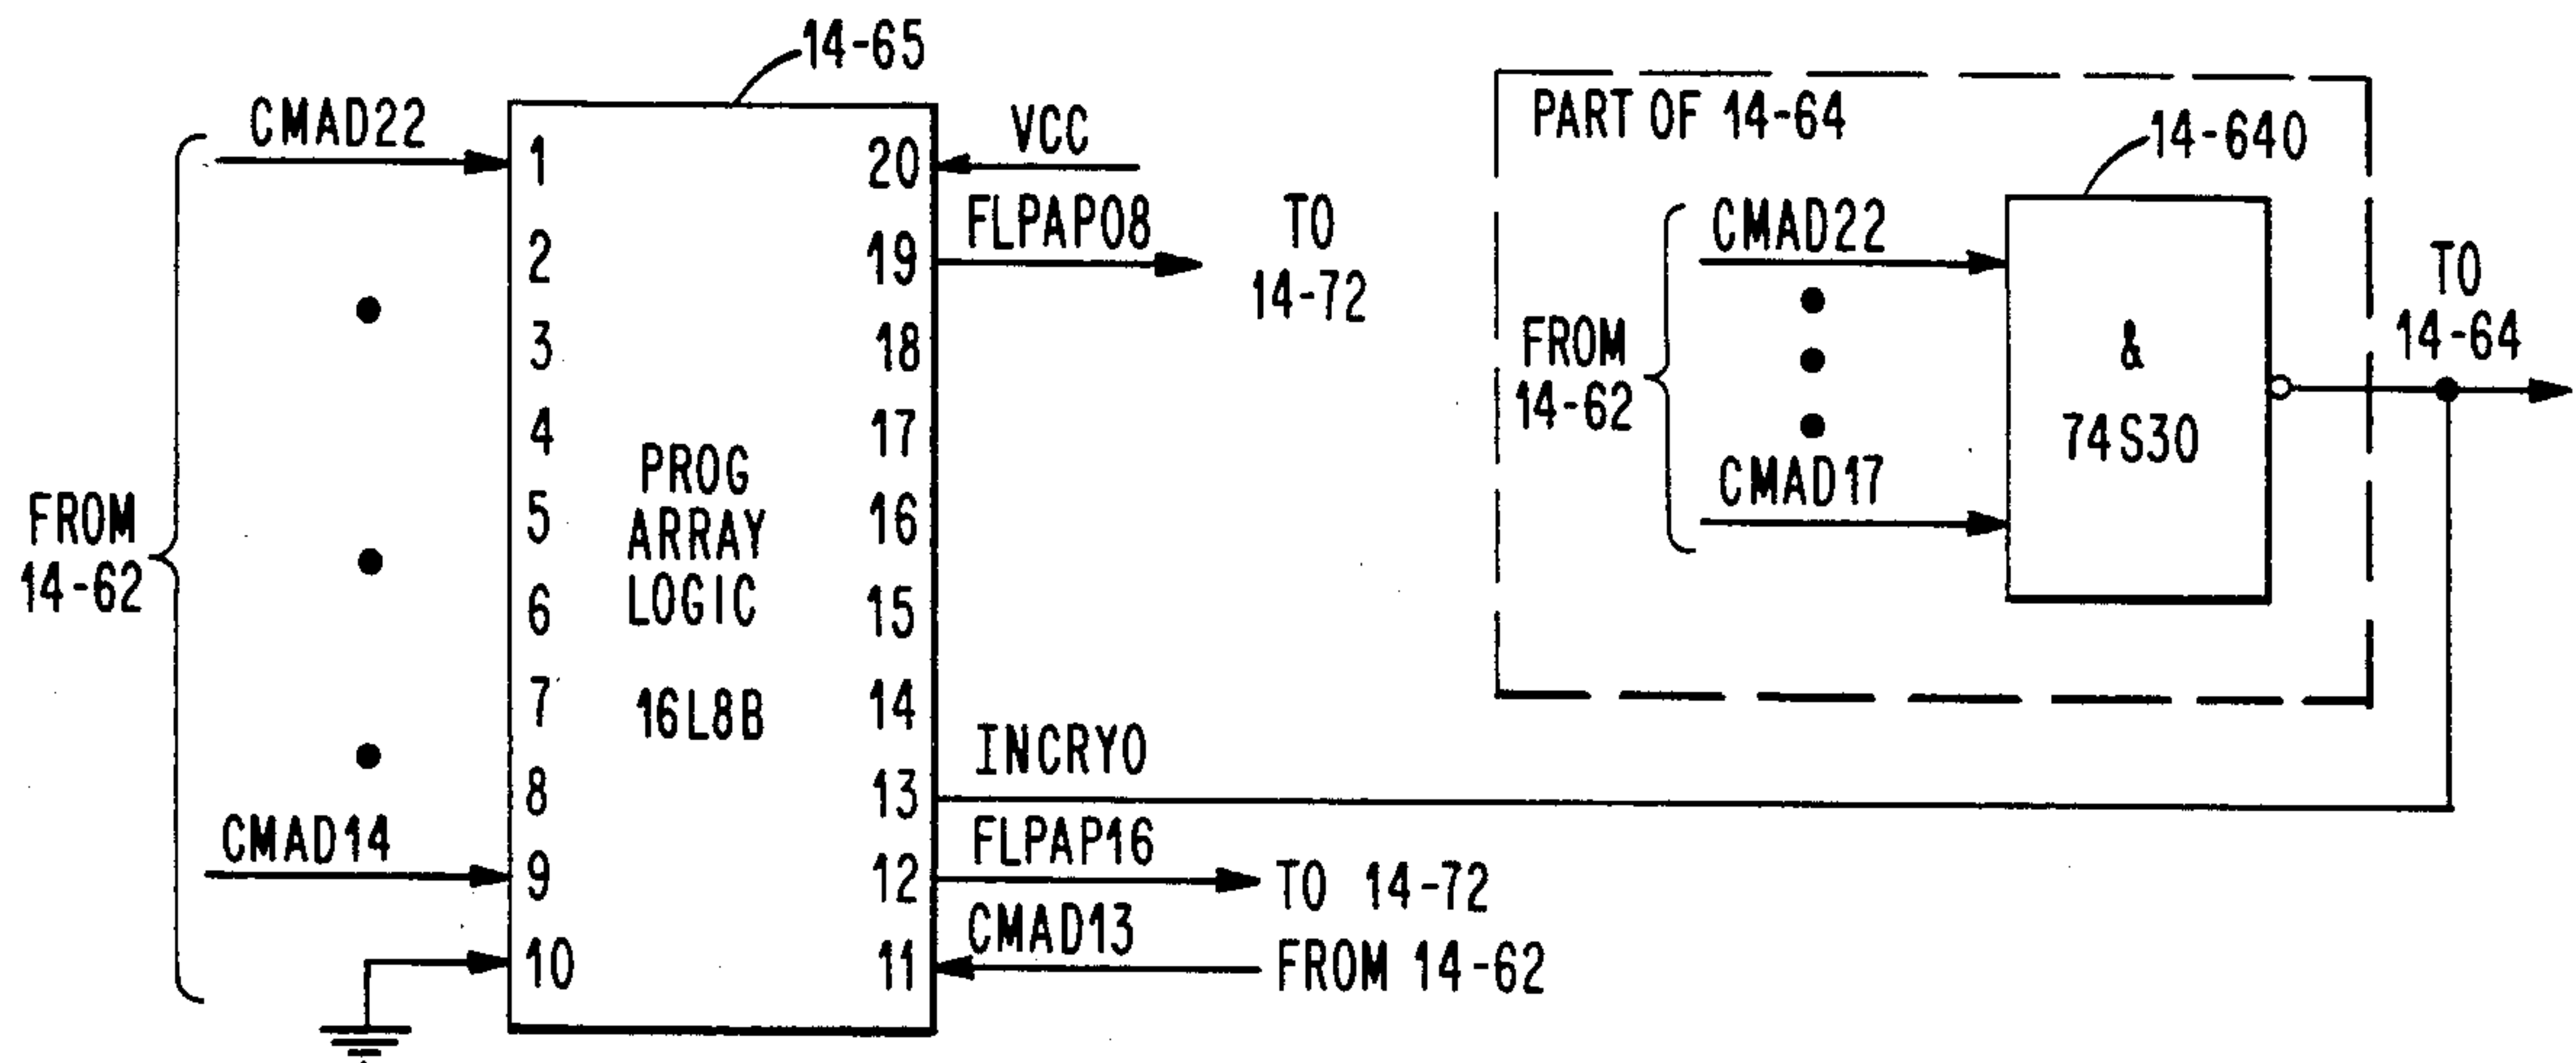 14-65
CMAD22
1
2
3
4
5
6
7
8
9
10
FROM
14-62
CMAD14
PROG
ARRAY
LOGIC
16L8B
20
19
18
17
16
15
14
13
12
11
VCC
FLPAP08
TO
14-72
INCRY0
FLPAP16
TO 14-72
CMAD13
FROM 14-62
PART OF 14-64
14-640
CMAD22
FROM
14-62
CMAD17
&
74S30
TO
14-64